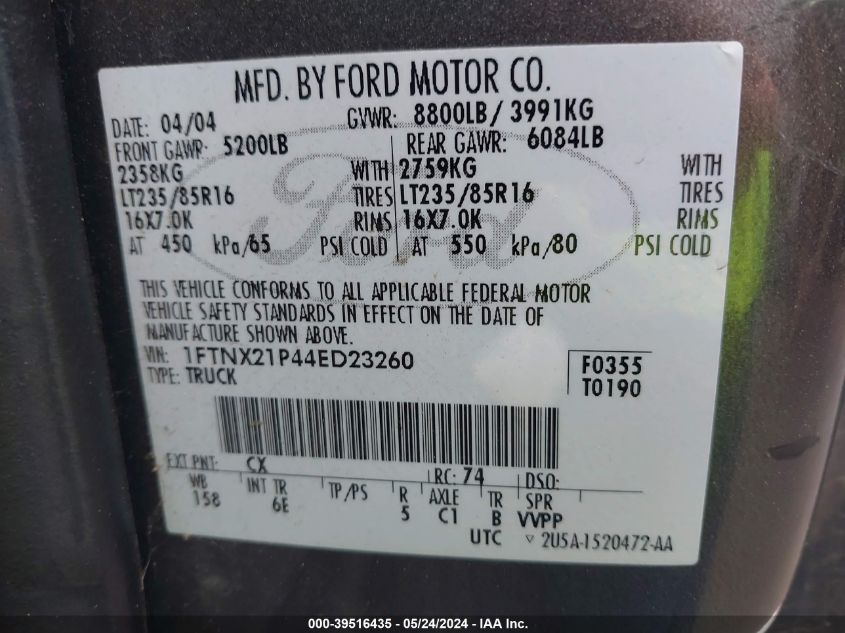 MFD. BY FORD MOTOR CO.
DATE: 04/04 GVWR: 8800LB/ 3991KG
FRONT GAWR: 5200LB REAR GAWR: 6084LB
2358KG WITH 2759KG WITH
LT235/85R16 TIRES LT235/85R16 TIRES
16X7.0K RIMS 16X7.0K RIMS
AT 450 kPa/65 PSI COLD AT 550 kPa/80 PSI COLD
Ford
THIS VEHICLE CONFORMS TO ALL APPLICABLE FEDERAL MOTOR
VEHICLE SAFETY STANDARDS IN EFFECT ON THE DATE OF
MANUFACTURE SHOWN ABOVE.
VIN: 1FTNX21P44ED23260 F0355
TYPE: TRUCK T0190
EXT PNT: CX RC: 74 DSO:
WB INT TR TP/PS R AXLE TR SPR
158 6E 5 C1 B VVPP
UTC ▽ 2U5A-1520472-AA
000-39516435 - 05/24/2024 - IAA Inc.